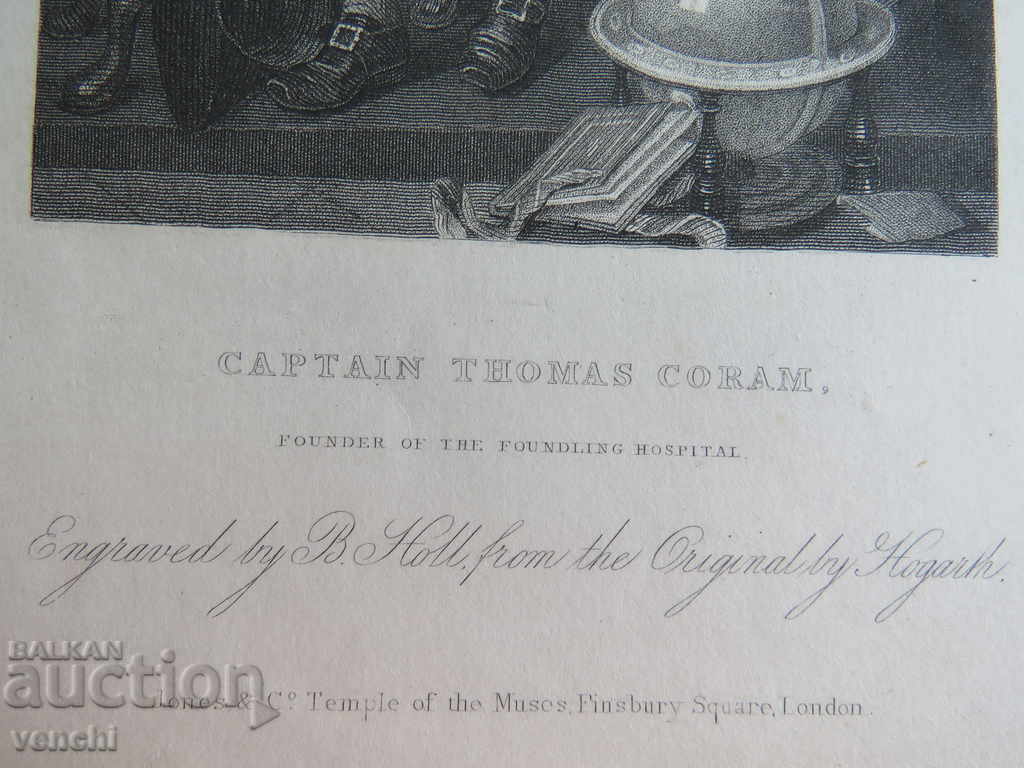 CAPTAIN THOMAS CORAM,
FOUNDER OF THE FOUNDLING HOSPITAL.
Engraved by B. Holl, from the Original by Hogarth.
Jones & Co. Temple of the Muses, Finsbury Square, London.
BALKAN
auction
venchi